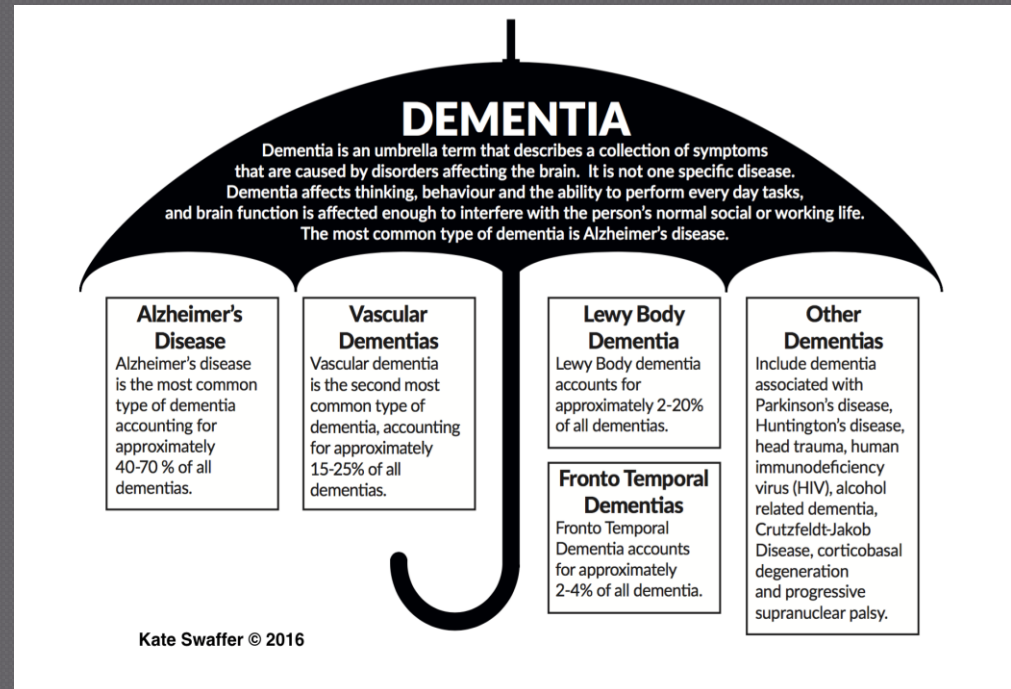 DEMENTIA
Dementia is an umbrella term that describes a collection of symptoms
that are caused by disorders affecting the brain. It is not one specific disease.
Dementia affects thinking, behaviour and the ability to perform every day tasks,
and brain function is affected enough to interfere with the person's normal social or working life.
The most common type of dementia is Alzheimer's disease.
Alzheimer's
Disease
Alzheimer's disease
is the most common
type of dementia
accounting for
approximately
40-70 % of all
dementias.
Vascular
Dementias
Vascular dementia
is the second most
common type of
dementia, accounting
for approximately
15-25% of all
dementias.
Lewy Body
Dementia
Lewy Body dementia
accounts for
approximately 2-20%
of all dementias.
Fronto Temporal
Dementias
Fronto Temporal
Dementia accounts
for approximately
2-4% of all dementia.
Other
Dementias
Include dementia
associated with
Parkinson's disease,
Huntington's disease,
head trauma, human
immunodeficiency
virus (HIV), alcohol
related dementia,
Crutzfeldt-Jakob
Disease, corticobasal
degeneration
and progressive
supranuclear palsy.
Kate Swaffer © 2016